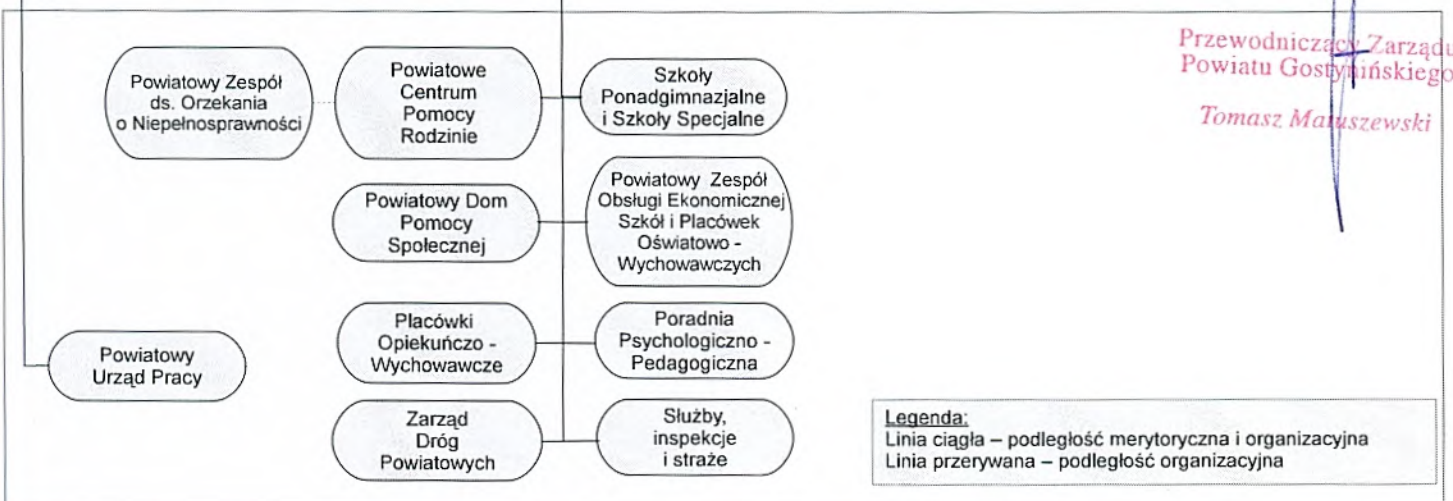 Przewodniczący Zarządu
Powiatu Gostynińskiego
Tomasz Matuszewski
Powiatowy Zespół
ds. Orzekania
o Niepełnosprawności
Powiatowe
Centrum
Pomocy
Rodzinie
Szkoły
Ponadgimnazjalne
i Szkoły Specjalne
Powiatowy Dom
Pomocy
Społecznej
Powiatowy Zespół
Obsługi Ekonomicznej
Szkół i Placówek
Oświatowo -
Wychowawczych
Powiatowy
Urząd Pracy
Placówki
Opiekuńczo -
Wychowawcze
Poradnia
Psychologiczno -
Pedagogiczna
Zarząd
Dróg
Powiatowych
Służby,
inspekcje
i straże
Legenda:
Linia ciągła – podległość merytoryczna i organizacyjna
Linia przerywana – podległość organizacyjna